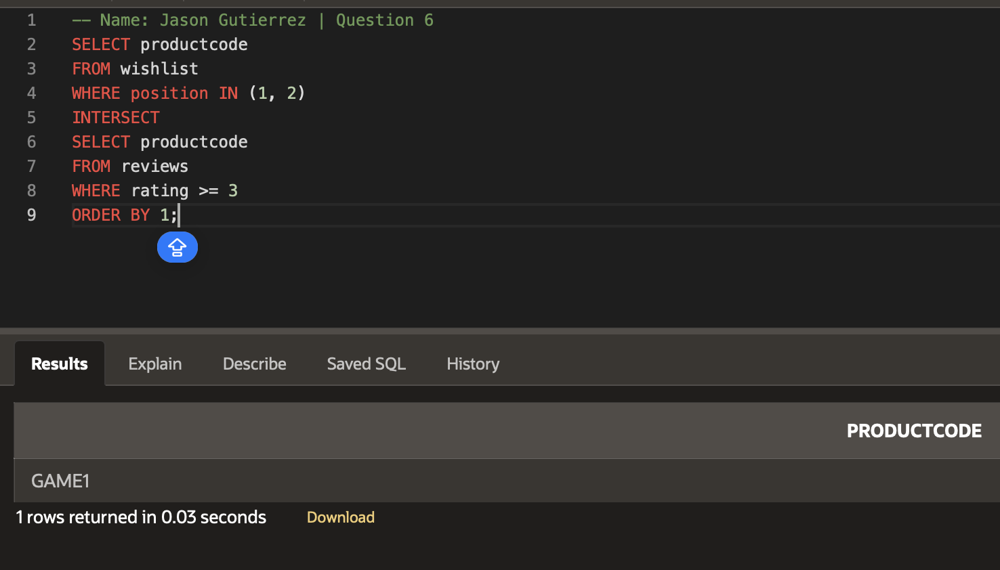 1 -- Name: Jason Gutierrez | Question 6
2 SELECT productcode
3 FROM wishlist
4 WHERE position IN (1, 2)
5 INTERSECT
6 SELECT productcode
7 FROM reviews
8 WHERE rating >= 3
9 ORDER BY 1;
Results Explain Describe Saved SQL History
PRODUCTCODE
GAME1
1 rows returned in 0.03 seconds Download